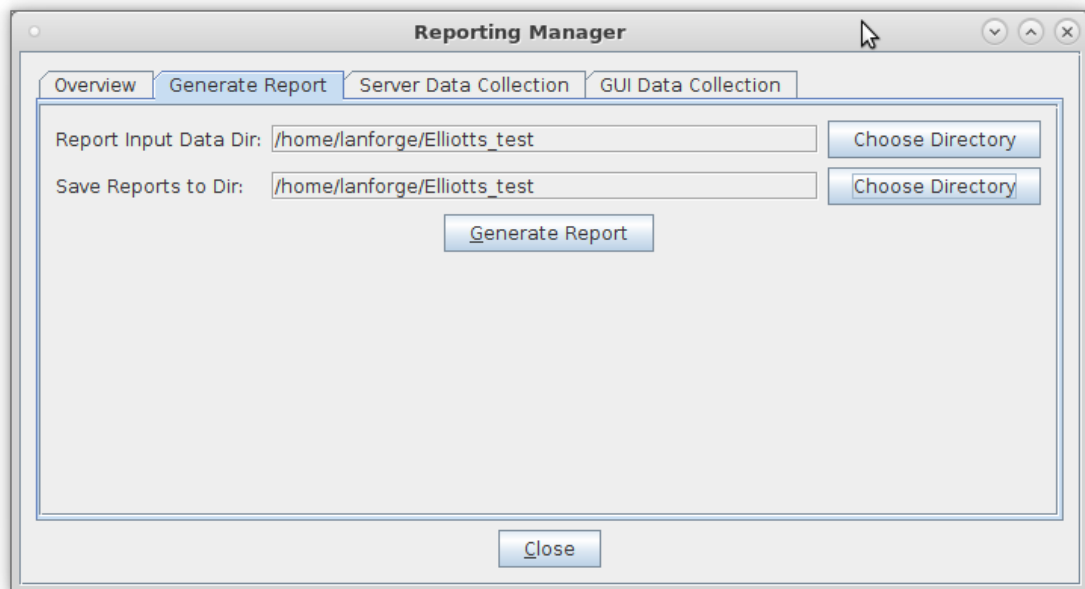 Reporting Manager
Overview Generate Report Server Data Collection GUI Data Collection
Report Input Data Dir: /home/lanforge/Elliotts_test Choose Directory
Save Reports to Dir: /home/lanforge/Elliotts_test Choose Directory
Generate Report
Close